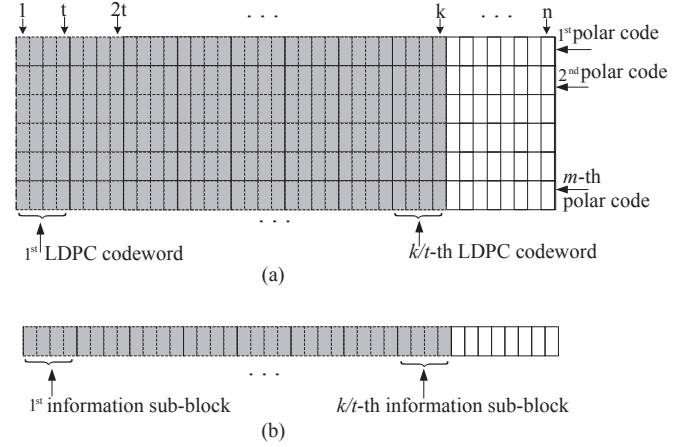 1 t 2t . . . k . . . n
1st polar code
2nd polar code
m-th
polar code
. . .
1st LDPC codeword k/t-th LDPC codeword
(a)
. . .
1st information sub-block k/t-th information sub-block
(b)